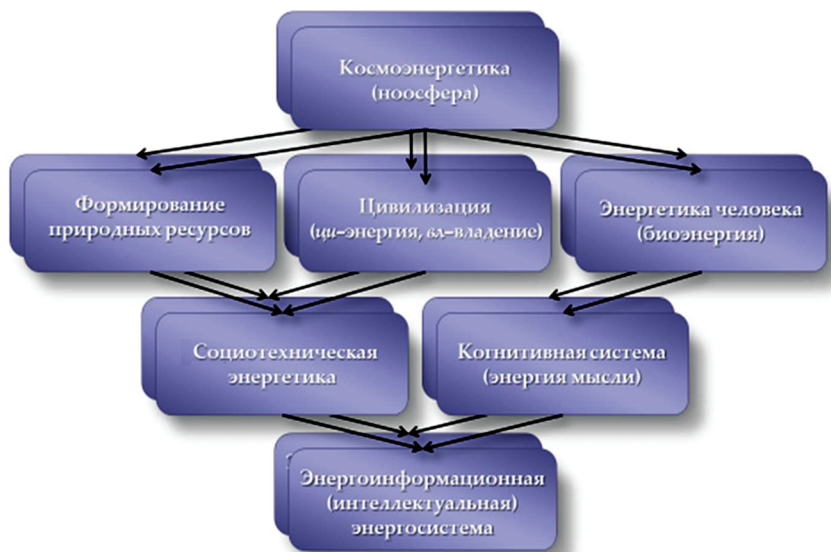 Космоэнергетика
(ноосфера)
Формирование
природных ресурсов
Цивилизация
(ци–энергия, вл–владение)
Энергетика человека
(биоэнергия)
Социотехническая
энергетика
Когнитивная система
(энергия мысли)
Энергоинформационная
(интеллектуальная)
энергосистема